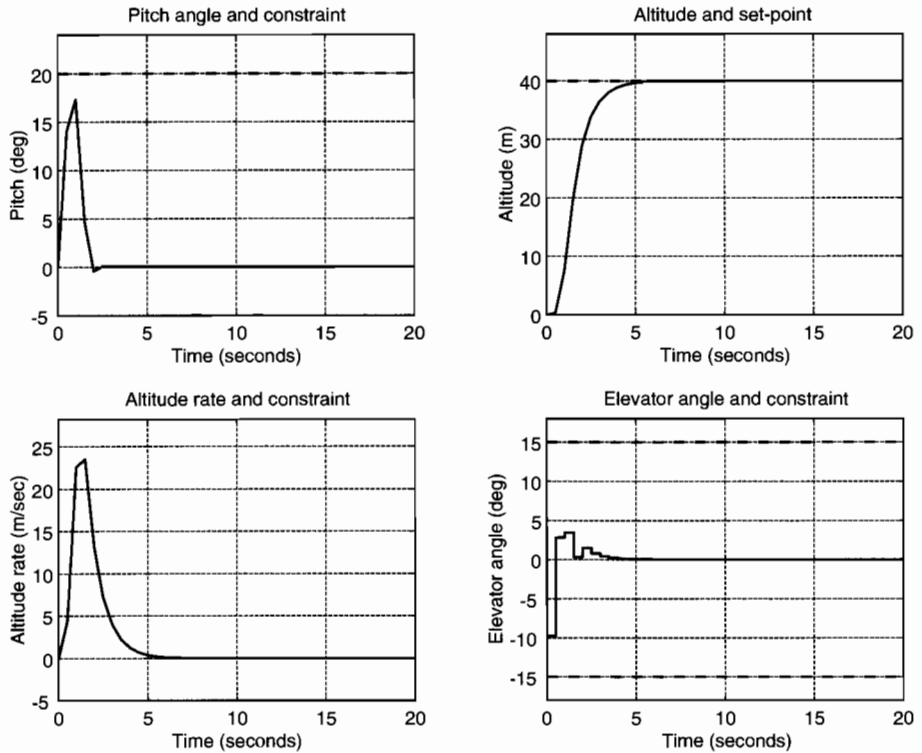 Pitch angle and constraint
20
15
10
5
0
-5
Pitch (deg)
0 5 10 15 20
Time (seconds)
Altitude and set-point
40
30
20
10
0
Altitude (m)
0 5 10 15 20
Time (seconds)
Altitude rate and constraint
25
20
15
10
5
0
-5
Altitude rate (m/sec)
0 5 10 15 20
Time (seconds)
Elevator angle and constraint
15
10
5
0
-5
-10
-15
Elevator angle (deg)
0 5 10 15 20
Time (seconds)